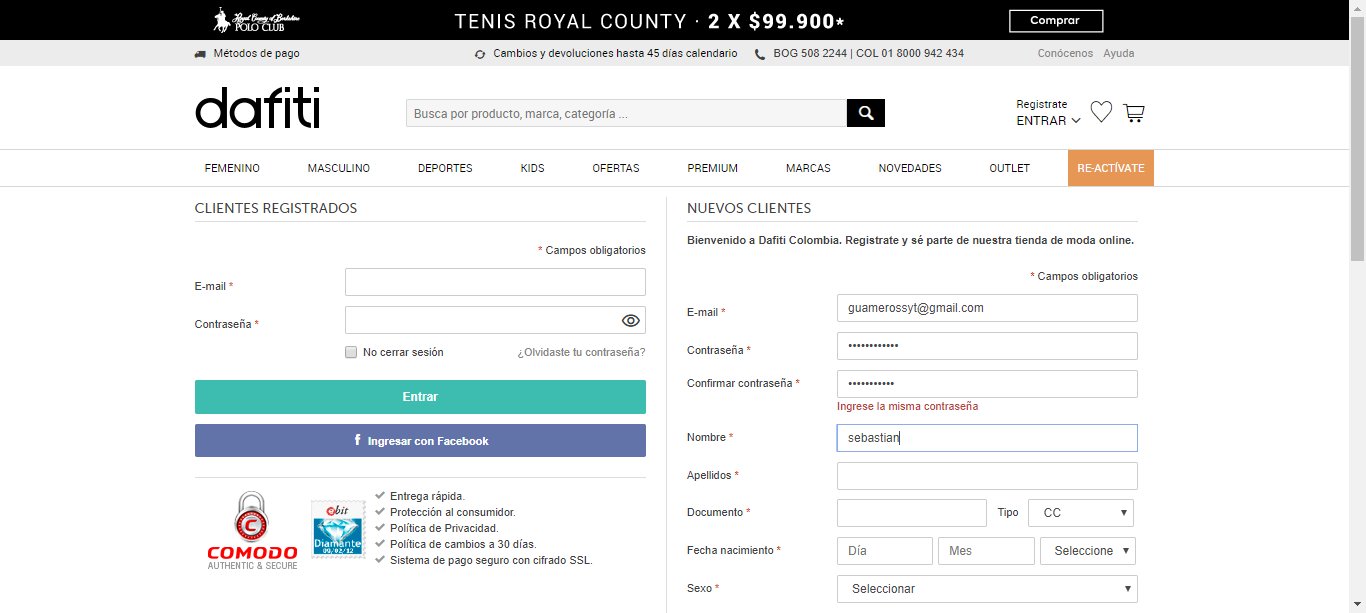 Royal County of Berkshire POLO CLUB TENIS ROYAL COUNTY · 2 X $99.900* Comprar
Métodos de pago Cambios y devoluciones hasta 45 días calendario BOG 508 2244 | COL 01 8000 942 434 Conócenos Ayuda
dafiti Busca por producto, marca, categoría ... Registrate
ENTRAR
FEMENINO MASCULINO DEPORTES KIDS OFERTAS PREMIUM MARCAS NOVEDADES OUTLET RE-ACTÍVATE
CLIENTES REGISTRADOS
* Campos obligatorios
E-mail *
Contraseña *
No cerrar sesión ¿Olvidaste tu contraseña?
Entrar
f Ingresar con Facebook
C
COMODO
AUTHENTIC & SECURE
ebit
Diamante
09/02/12
Entrega rápida.
Protección al consumidor.
Política de Privacidad.
Política de cambios a 30 días.
Sistema de pago seguro con cifrado SSL.
NUEVOS CLIENTES
Bienvenido a Dafiti Colombia. Registrate y sé parte de nuestra tienda de moda online.
* Campos obligatorios
E-mail * guamerossyt@gmail.com
Contraseña * ••••••••••••
Confirmar contraseña * •••••••••••
Ingrese la misma contraseña
Nombre * sebastian
Apellidos *
Documento * Tipo CC
Fecha nacimiento * Día Mes Seleccione
Sexo * Seleccionar